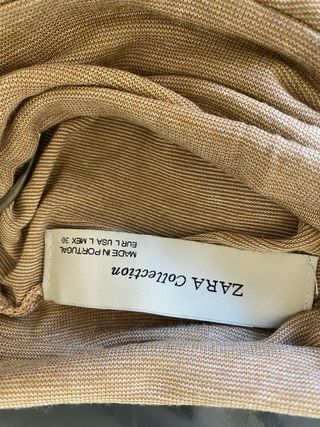 ZARA Collection
MADE IN PORTUGAL
EUR L USA L MEX 30